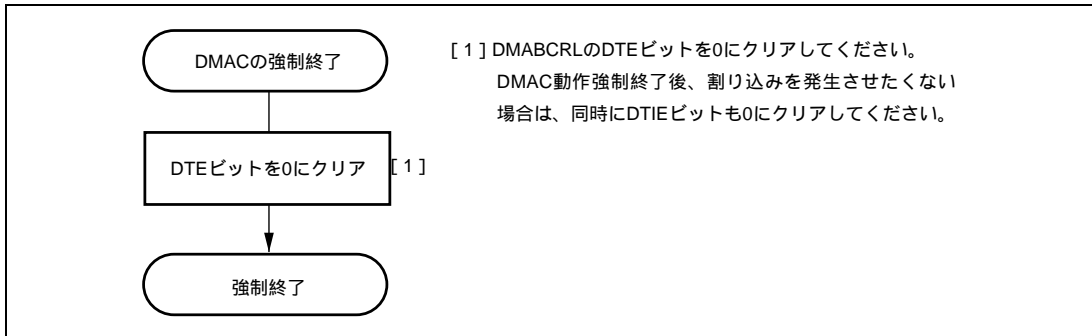 DMACの強制終了
[ 1 ] DMABCRLのDTEビットを0にクリアしてください。
DMAC動作強制終了後、割り込みを発生させたくない
場合は、同時にDTIEビットも0にクリアしてください。
DTEビットを0にクリア [ 1 ]
強制終了